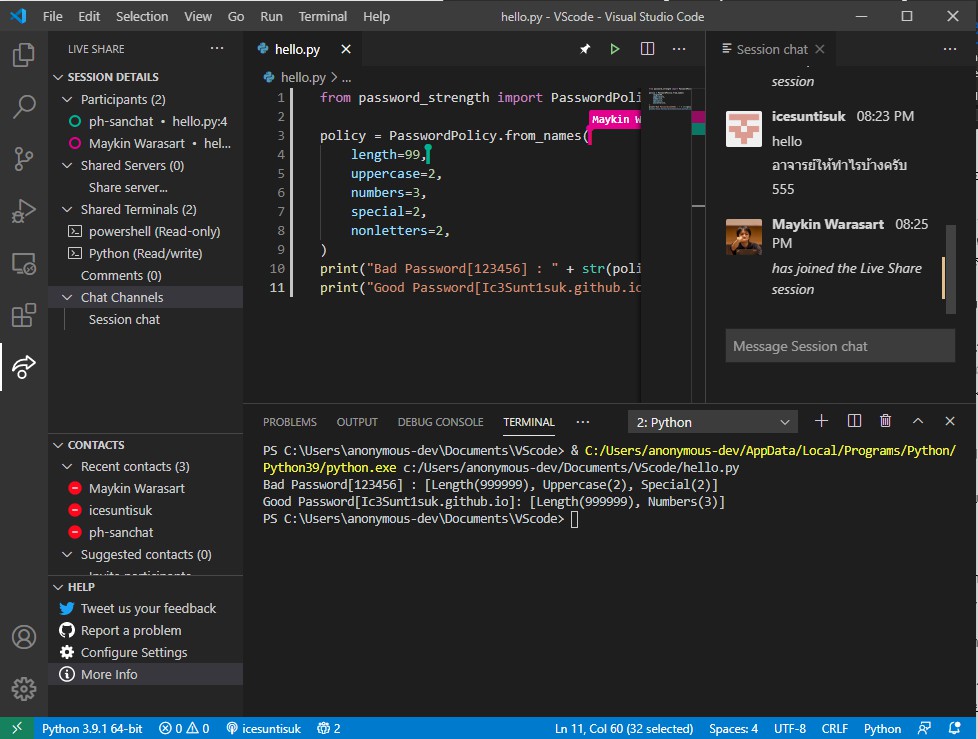 File Edit Selection View Go Run Terminal Help hello.py - VScode - Visual Studio Code
LIVE SHARE
SESSION DETAILS
Participants (2)
ph-sanchat • hello.py:4
Maykin Warasart • hel...
Shared Servers (0)
Share server...
Shared Terminals (2)
powershell (Read-only)
Python (Read/write)
Comments (0)
Chat Channels
Session chat
CONTACTS
Recent contacts (3)
Maykin Warasart
icesuntisuk
ph-sanchat
Suggested contacts (0)
Invite participants
HELP
Tweet us your feedback
Report a problem
Configure Settings
More Info
hello.py
hello.py > ...
1 from password_strength import PasswordPoli
2
Maykin W
3 policy = PasswordPolicy.from_names(
4 length=99,
5 uppercase=2,
6 numbers=3,
7 special=2,
8 nonletters=2,
9 )
10 print("Bad Password[123456] : " + str(poli
11 print("Good Password[Ic3Sunt1suk.github.io
Session chat
session
icesuntisuk 08:23 PM
hello
อาจารย์ให้ทำไรบ้างครับ
555
Maykin Warasart 08:25
PM
has joined the Live Share
session
Message Session chat
PROBLEMS OUTPUT DEBUG CONSOLE TERMINAL ... 2: Python
PS C:\Users\anonymous-dev\Documents\VScode> & C:/Users/anonymous-dev/AppData/Local/Programs/Python/
Python39/python.exe c:/Users/anonymous-dev/Documents/VScode/hello.py
Bad Password[123456] : [Length(999999), Uppercase(2), Special(2)]
Good Password[Ic3Sunt1suk.github.io]: [Length(999999), Numbers(3)]
PS C:\Users\anonymous-dev\Documents\VScode>
Python 3.9.1 64-bit 0 0 icesuntisuk 2 Ln 11, Col 60 (32 selected) Spaces: 4 UTF-8 CRLF Python